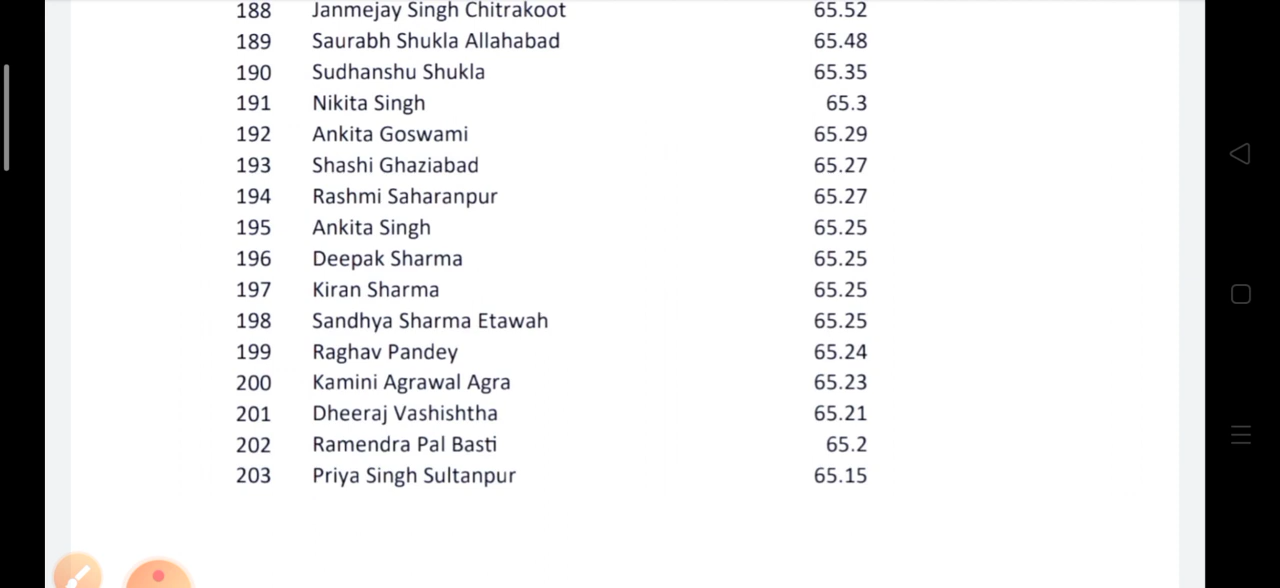 188 Janmejay Singh Chitrakoot 65.52
189 Saurabh Shukla Allahabad 65.48
190 Sudhanshu Shukla 65.35
191 Nikita Singh 65.3
192 Ankita Goswami 65.29
193 Shashi Ghaziabad 65.27
194 Rashmi Saharanpur 65.27
195 Ankita Singh 65.25
196 Deepak Sharma 65.25
197 Kiran Sharma 65.25
198 Sandhya Sharma Etawah 65.25
199 Raghav Pandey 65.24
200 Kamini Agrawal Agra 65.23
201 Dheeraj Vashishtha 65.21
202 Ramendra Pal Basti 65.2
203 Priya Singh Sultanpur 65.15